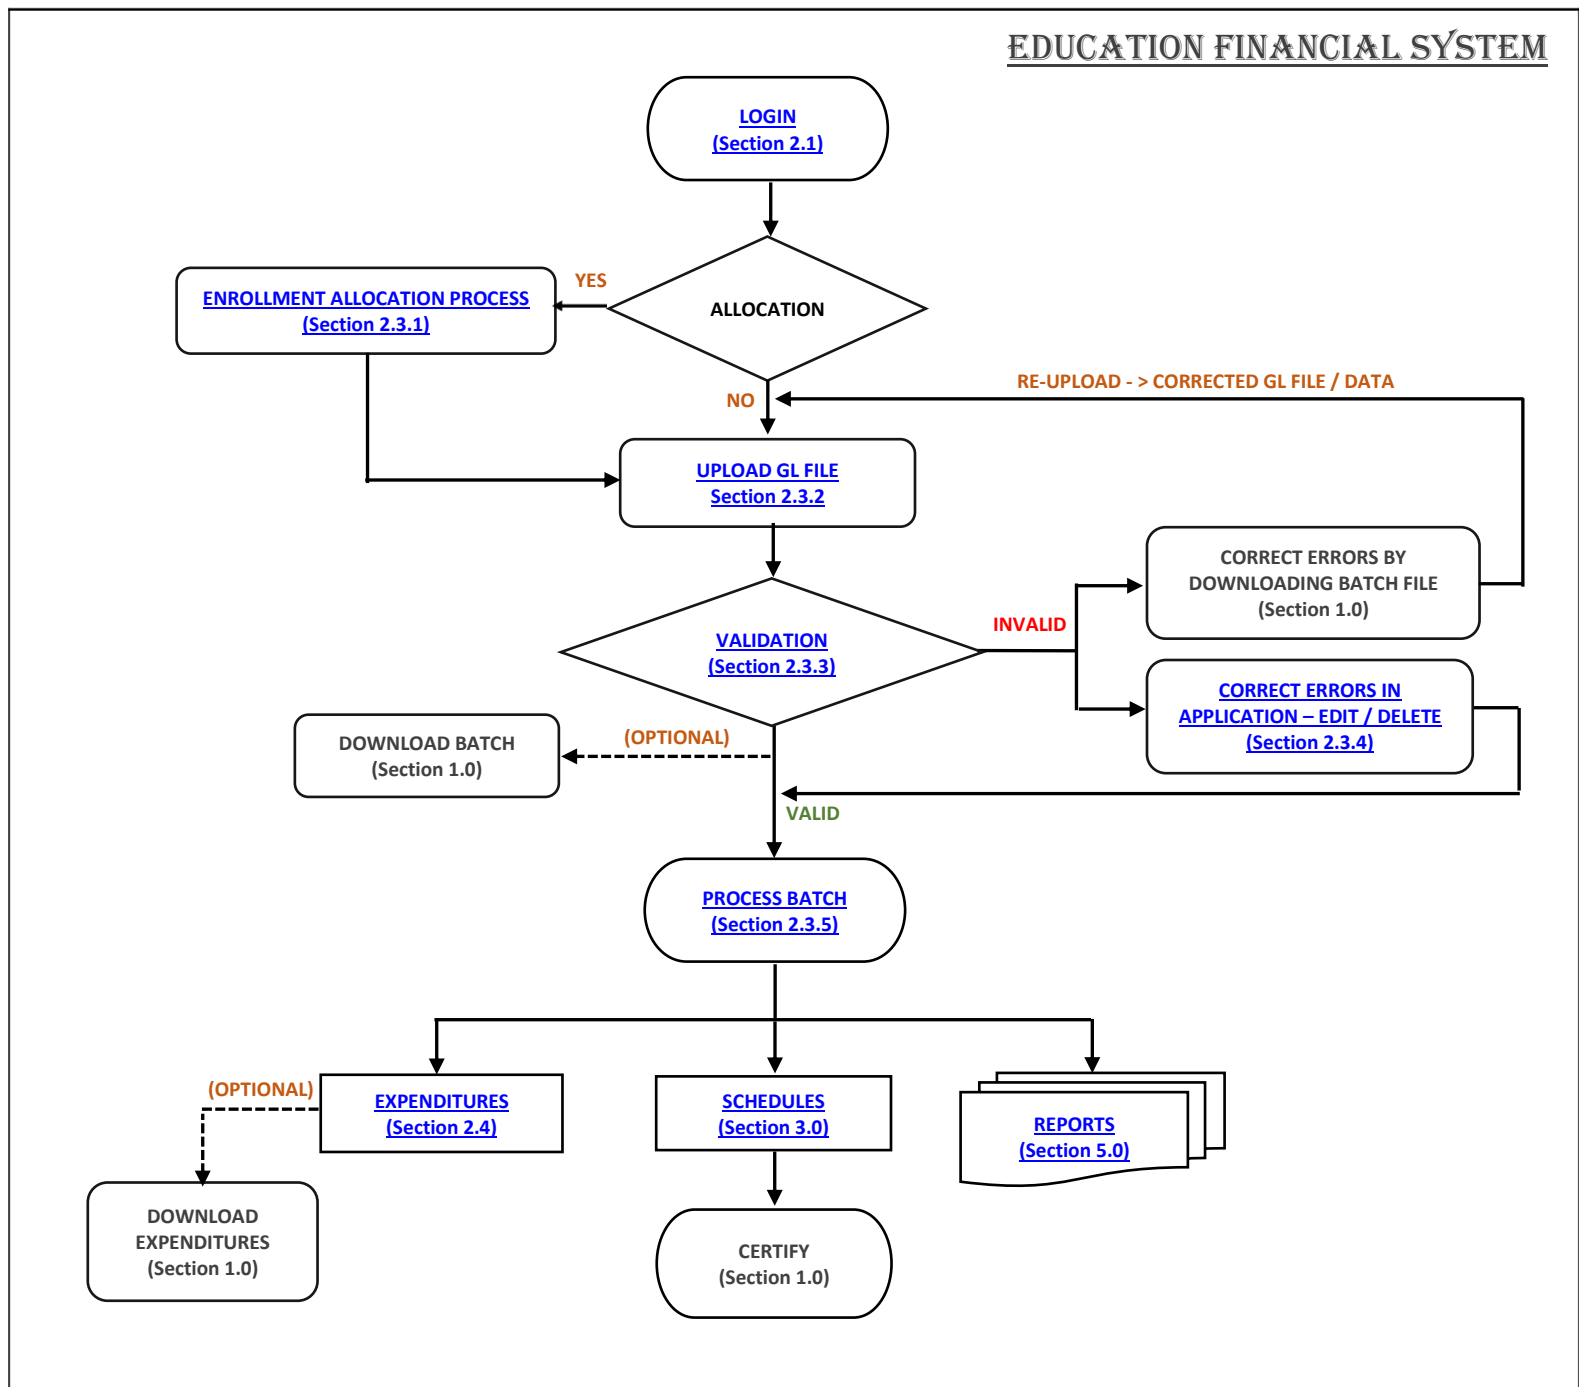 EDUCATION FINANCIAL SYSTEM
LOGIN
(Section 2.1)
YES
ENROLLMENT ALLOCATION PROCESS
(Section 2.3.1)
ALLOCATION
NO
RE-UPLOAD - > CORRECTED GL FILE / DATA
UPLOAD GL FILE
Section 2.3.2
CORRECT ERRORS BY
DOWNLOADING BATCH FILE
(Section 1.0)
INVALID
VALIDATION
(Section 2.3.3)
CORRECT ERRORS IN
APPLICATION – EDIT / DELETE
(Section 2.3.4)
(OPTIONAL)
DOWNLOAD BATCH
(Section 1.0)
VALID
PROCESS BATCH
(Section 2.3.5)
(OPTIONAL)
EXPENDITURES
(Section 2.4)
SCHEDULES
(Section 3.0)
REPORTS
(Section 5.0)
DOWNLOAD
EXPENDITURES
(Section 1.0)
CERTIFY
(Section 1.0)